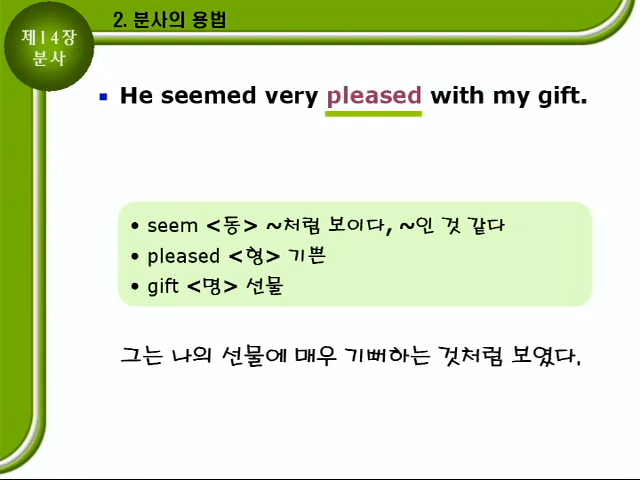 제14장
분사
2. 분사의 용법
He seemed very pleased with my gift.
• seem <동> ~처럼 보이다, ~인 것 같다
• pleased <형> 기쁜
• gift <명> 선물
그는 나의 선물에 매우 기뻐하는 것처럼 보였다.